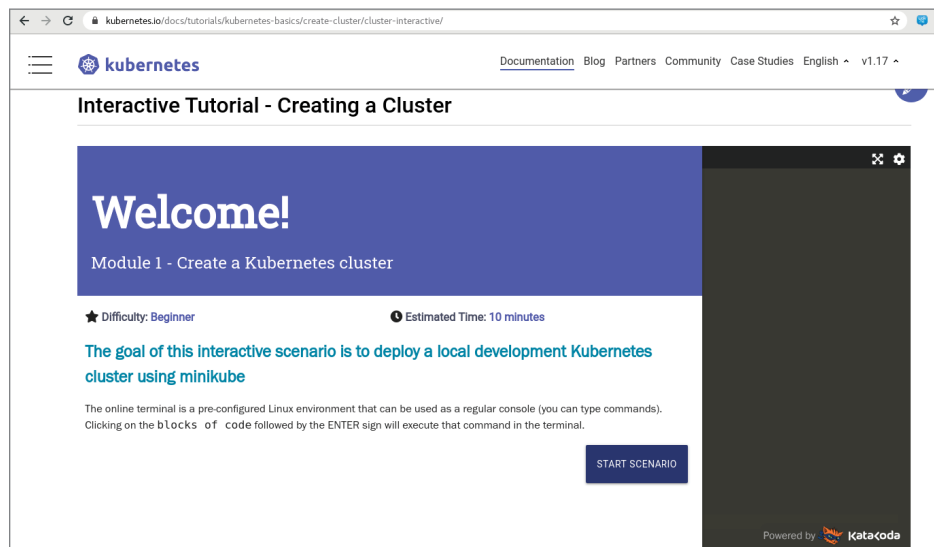 kubernetes.io/docs/tutorials/kubernetes-basics/create-cluster/cluster-interactive/
kubernetes
Documentation Blog Partners Community Case Studies English v1.17
Interactive Tutorial - Creating a Cluster
Welcome!
Module 1 - Create a Kubernetes cluster
Difficulty: Beginner
Estimated Time: 10 minutes
The goal of this interactive scenario is to deploy a local development Kubernetes
cluster using minikube
The online terminal is a pre-configured Linux environment that can be used as a regular console (you can type commands).
Clicking on the blocks of code followed by the ENTER sign will execute that command in the terminal.
START SCENARIO
Powered by Katacoda